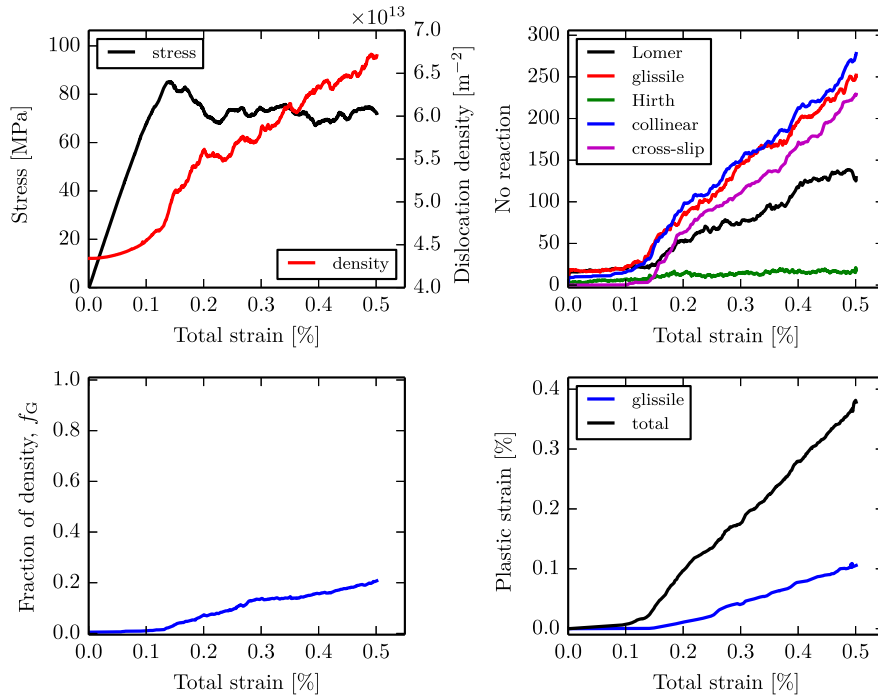 ×10¹³
100
80
60
40
20
0
Stress [MPa]
stress
density
7.0
6.5
6.0
5.5
5.0
4.5
4.0
Dislocation density [m⁻²]
0.0 0.1 0.2 0.3 0.4 0.5
Total strain [%]
300
250
200
150
100
50
0
No reaction
Lomer
glissile
Hirth
collinear
cross-slip
0.0 0.1 0.2 0.3 0.4 0.5
Total strain [%]
1.0
0.8
0.6
0.4
0.2
0.0
Fraction of density, f_G
0.0 0.1 0.2 0.3 0.4 0.5
Total strain [%]
0.4
0.3
0.2
0.1
0.0
Plastic strain [%]
glissile
total
0.0 0.1 0.2 0.3 0.4 0.5
Total strain [%]